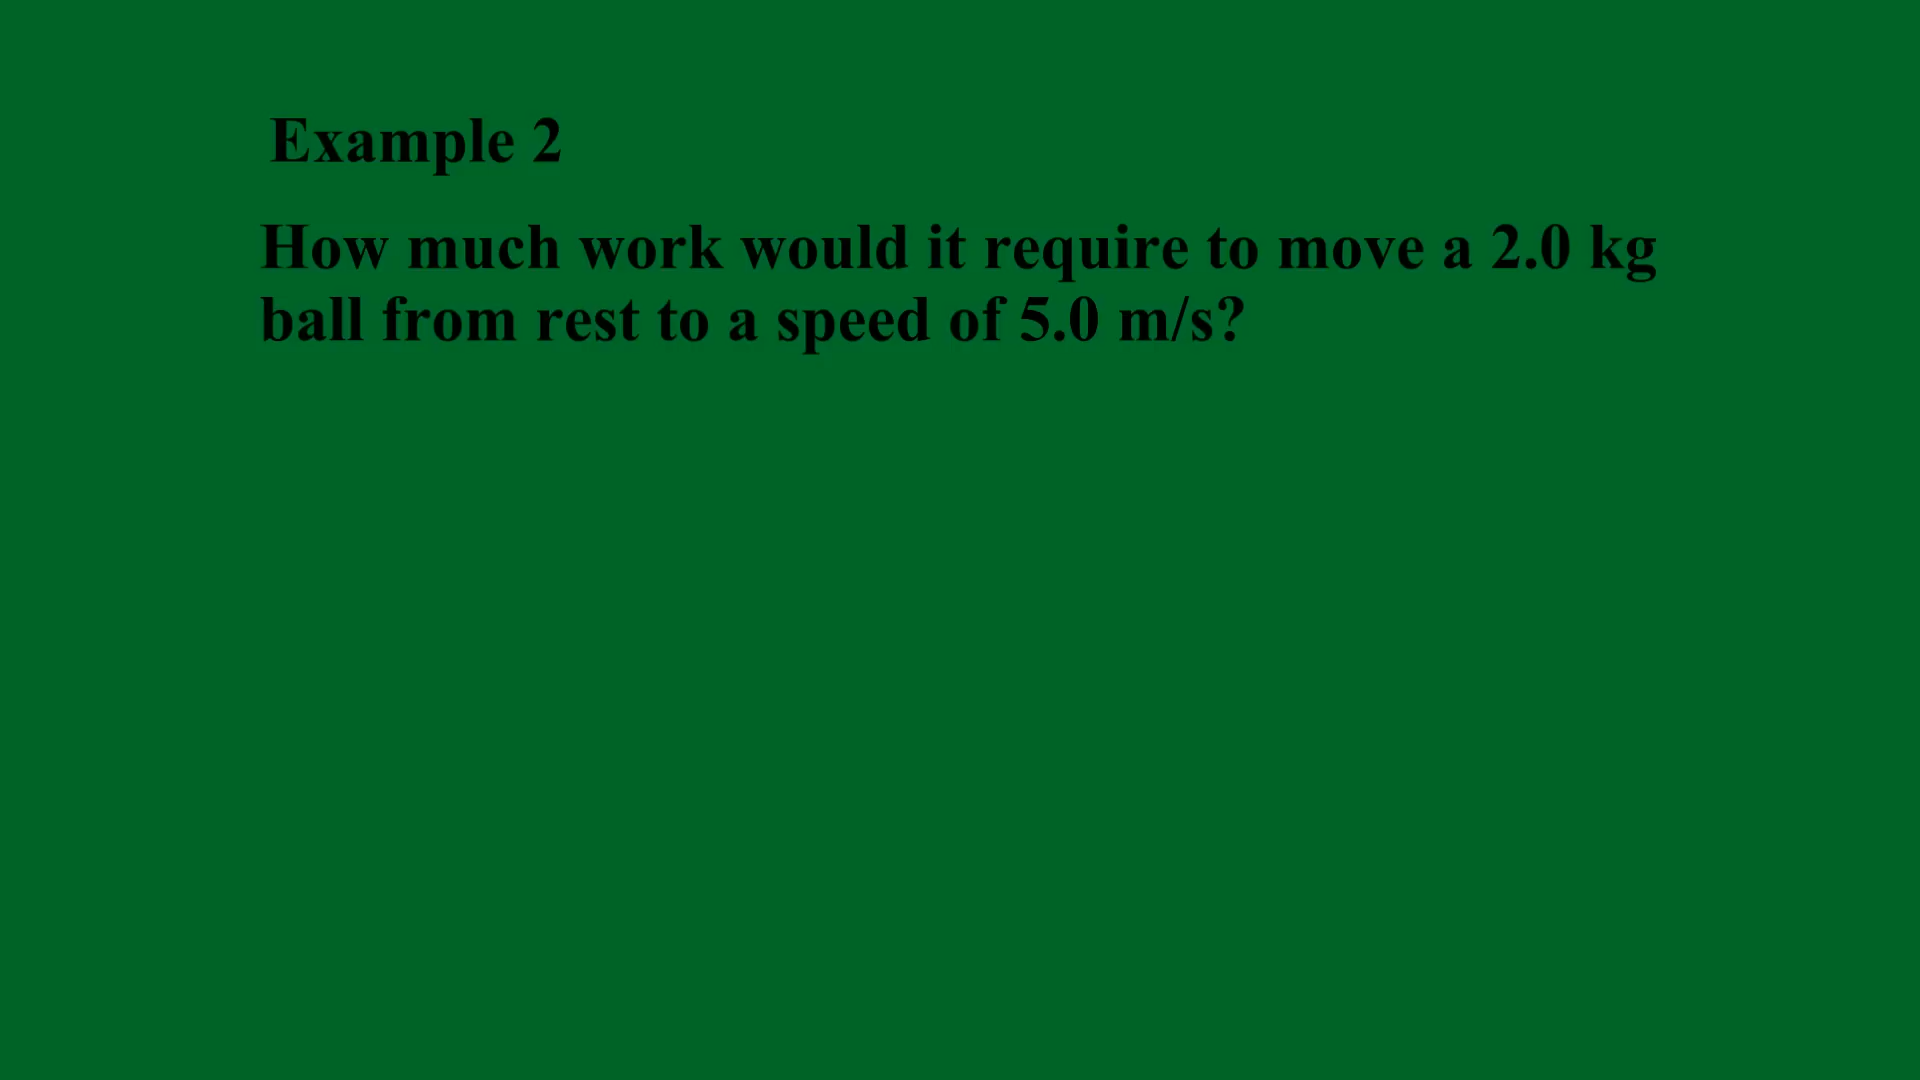 Example 2
How much work would it require to move a 2.0 kg
ball from rest to a speed of 5.0 m/s?